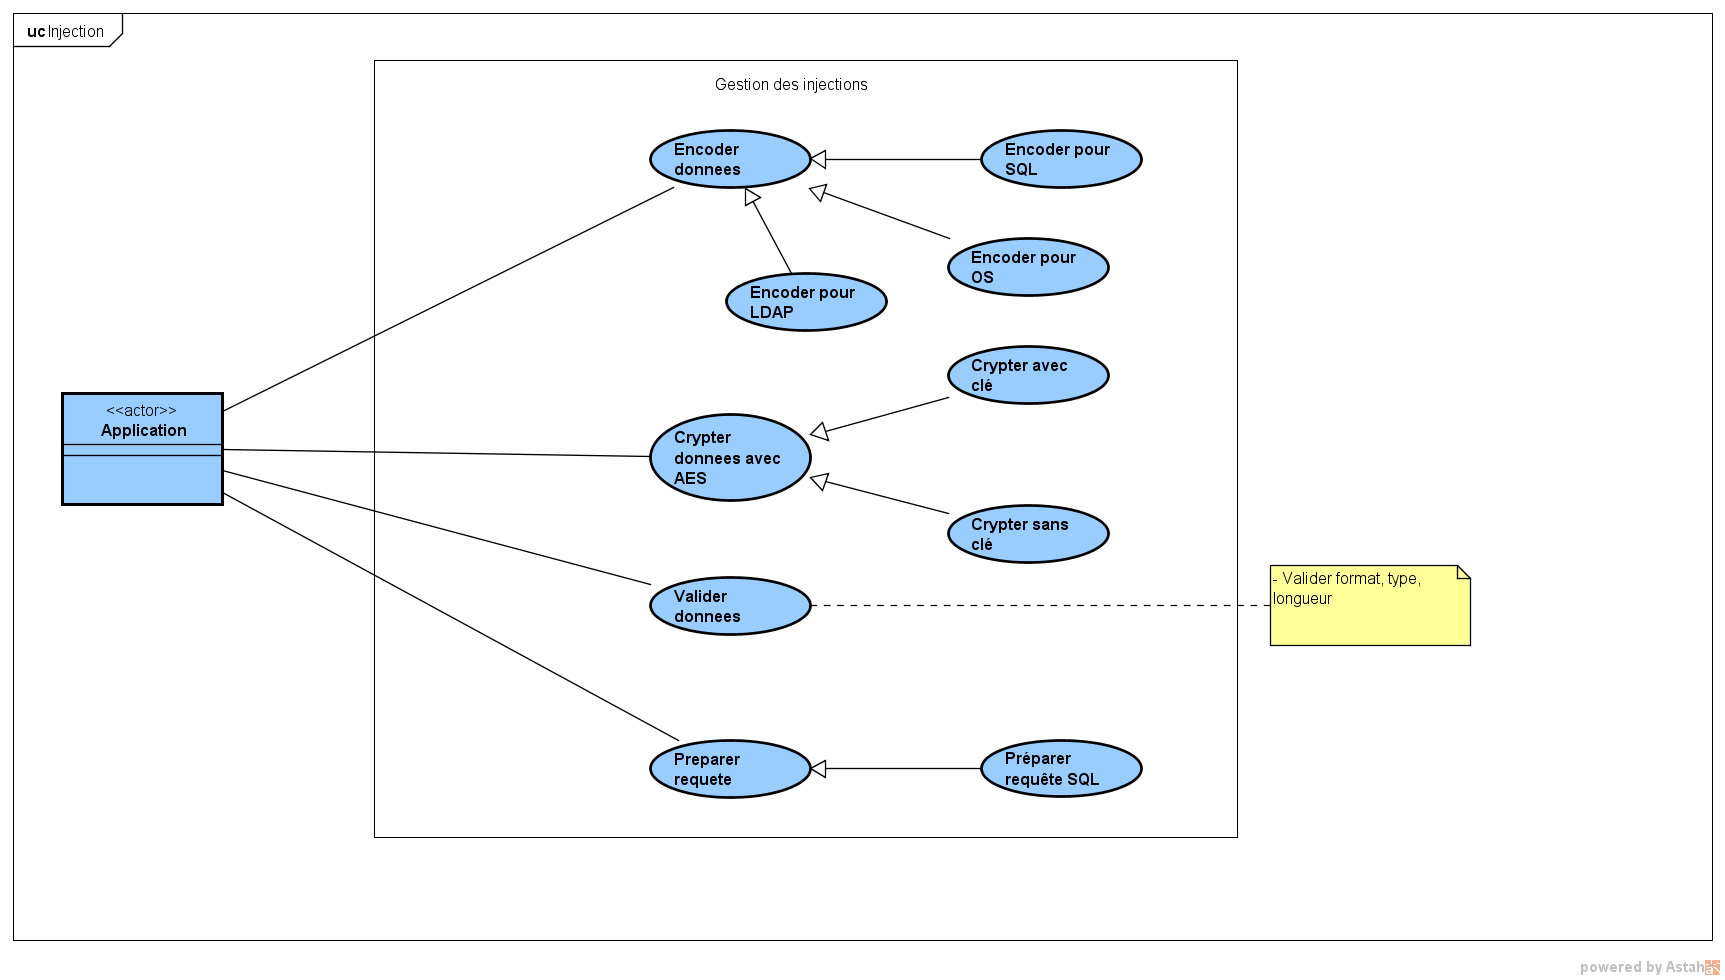 uc Injection
Gestion des injections
Encoder
donnees
Encoder pour
SQL
Encoder pour
OS
Encoder pour
LDAP
Crypter avec
clé
<<actor>>
Application
Crypter
donnees avec
AES
Crypter sans
clé
Valider
donnees
- Valider format, type,
longueur
Preparer
requete
Préparer
requête SQL
powered by Astah